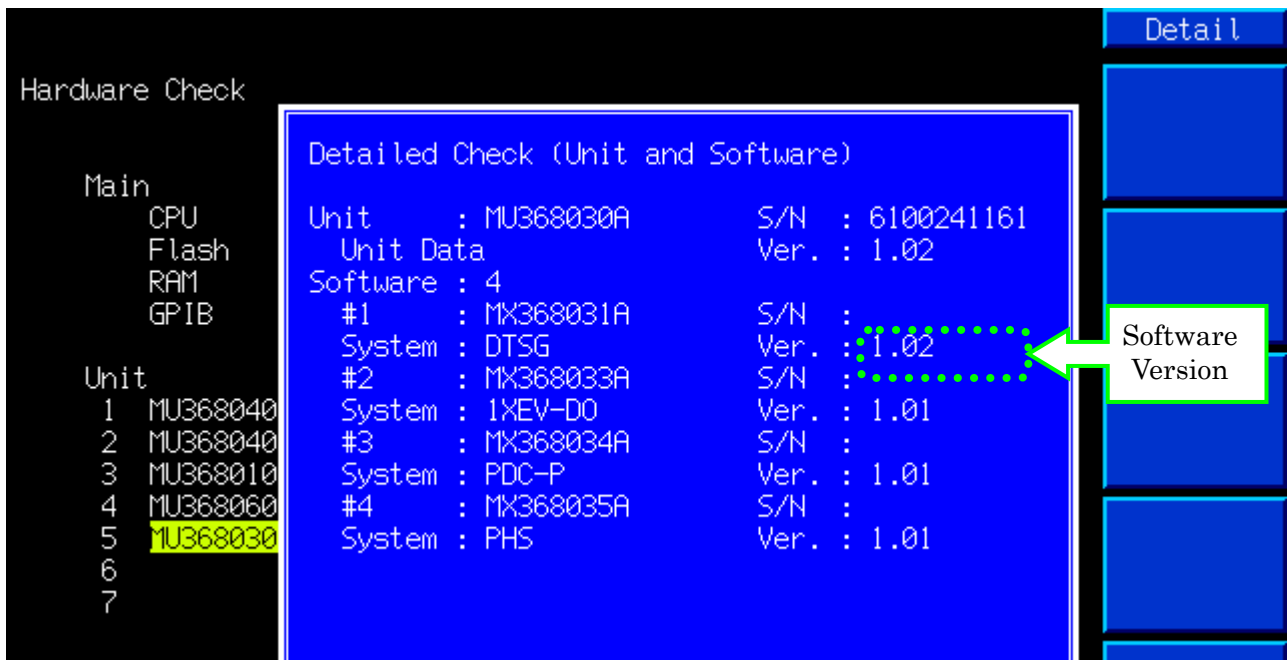 Detail
Hardware Check
Main
CPU
Flash
RAM
GPIB
Unit
1 MU368040
2 MU368040
3 MU368010
4 MU368060
5 MU368030
6
7
Detailed Check (Unit and Software)
Unit : MU368030A S/N : 6100241161
Unit Data Ver. : 1.02
Software : 4
#1 : MX368031A S/N :
System : DTSG Ver. : 1.02
#2 : MX368033A S/N :
System : 1XEV-DO Ver. : 1.01
#3 : MX368034A S/N :
System : PDC-P Ver. : 1.01
#4 : MX368035A S/N :
System : PHS Ver. : 1.01
Software
Version